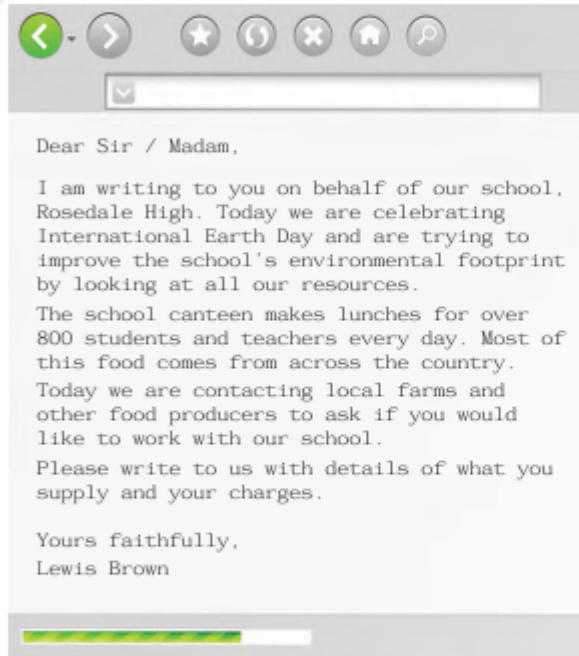 Dear Sir / Madam,
I am writing to you on behalf of our school,
Rosedale High. Today we are celebrating
International Earth Day and are trying to
improve the school's environmental footprint
by looking at all our resources.
The school canteen makes lunches for over
800 students and teachers every day. Most of
this food comes from across the country.
Today we are contacting local farms and
other food producers to ask if you would
like to work with our school.
Please write to us with details of what you
supply and your charges.
Yours faithfully,
Lewis Brown